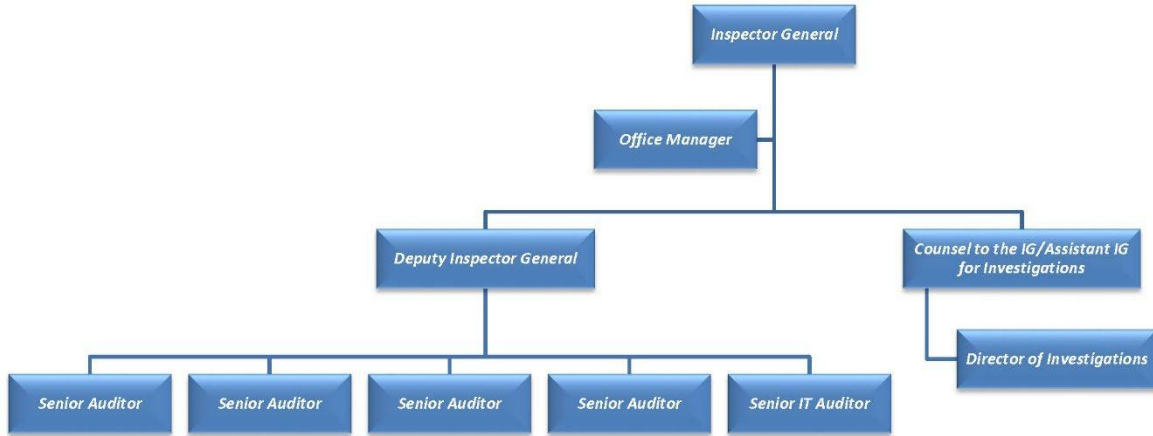 Inspector General
Office Manager
Deputy Inspector General
Counsel to the IG/Assistant IG
for Investigations
Director of Investigations
Senior Auditor
Senior Auditor
Senior Auditor
Senior Auditor
Senior IT Auditor